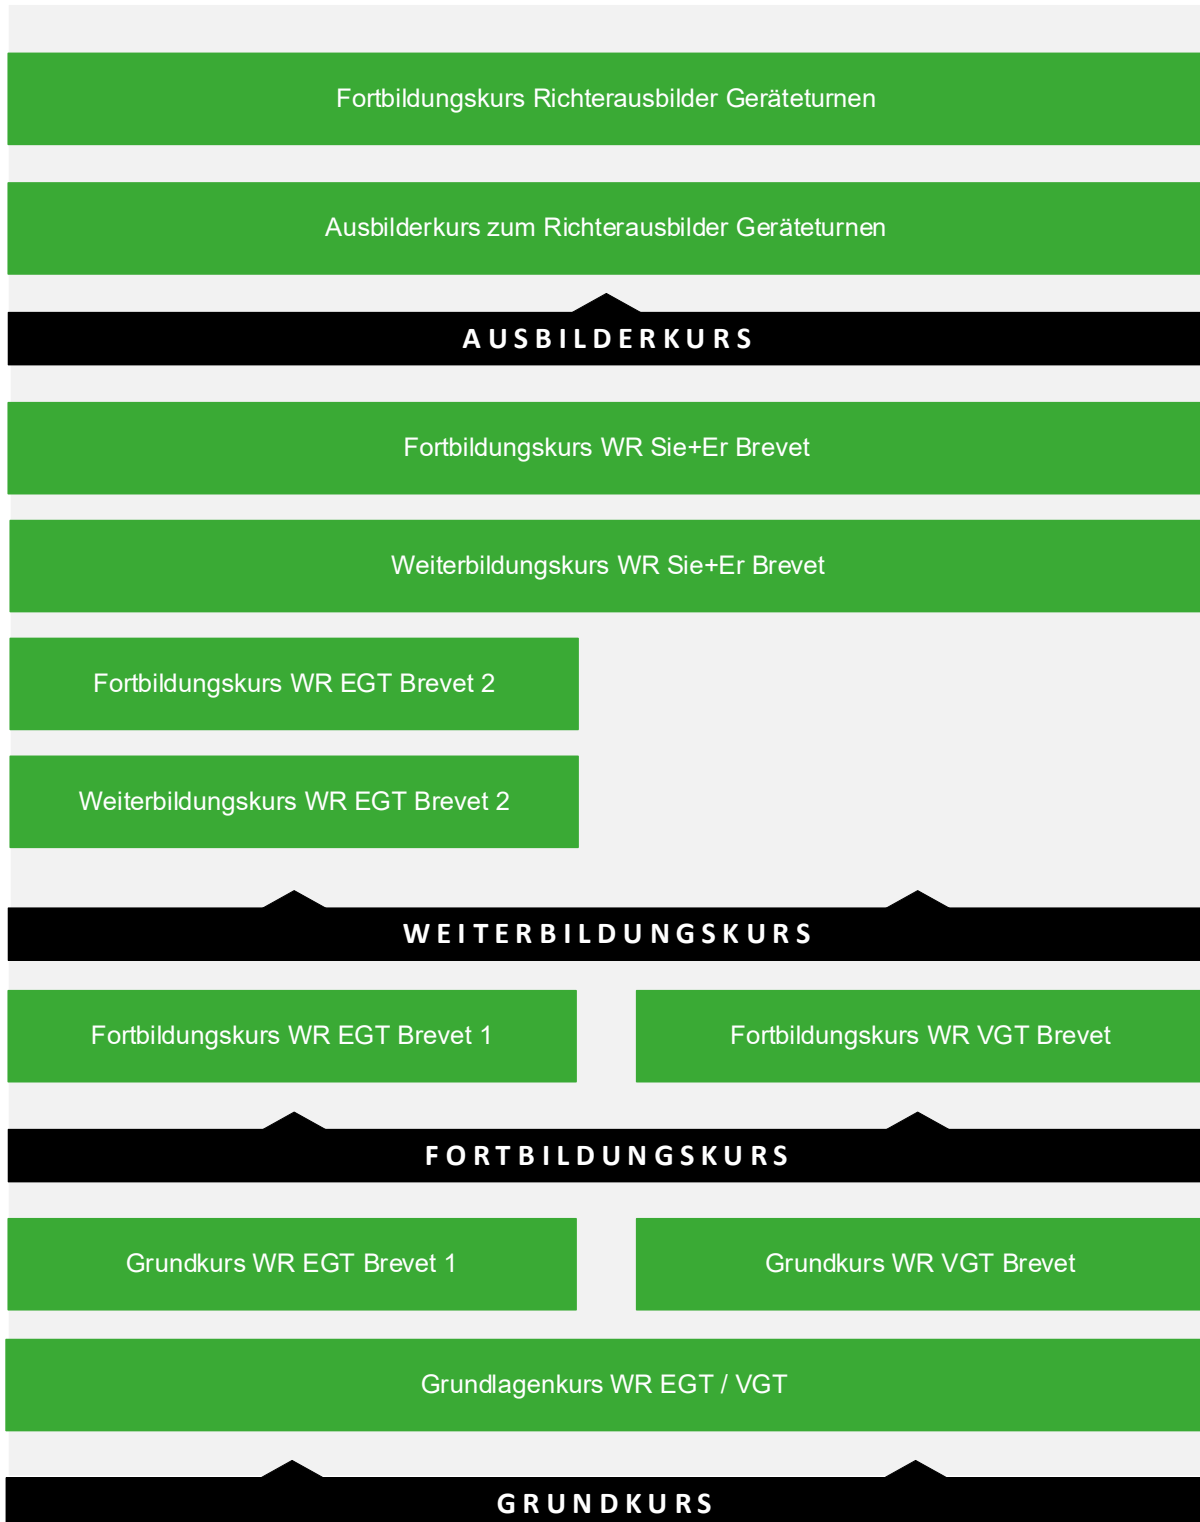 Fortbildungskurs Richterausbilder Geräteturnen
Ausbilderkurs zum Richterausbilder Geräteturnen
AUSBILDERKURS
Fortbildungskurs WR Sie+Er Brevet
Weiterbildungskurs WR Sie+Er Brevet
Fortbildungskurs WR EGT Brevet 2
Weiterbildungskurs WR EGT Brevet 2
WEITERBILDUNGSKURS
Fortbildungskurs WR EGT Brevet 1
Fortbildungskurs WR VGT Brevet
FORTBILDUNGSKURS
Grundkurs WR EGT Brevet 1
Grundkurs WR VGT Brevet
Grundlagenkurs WR EGT / VGT
GRUNDKURS